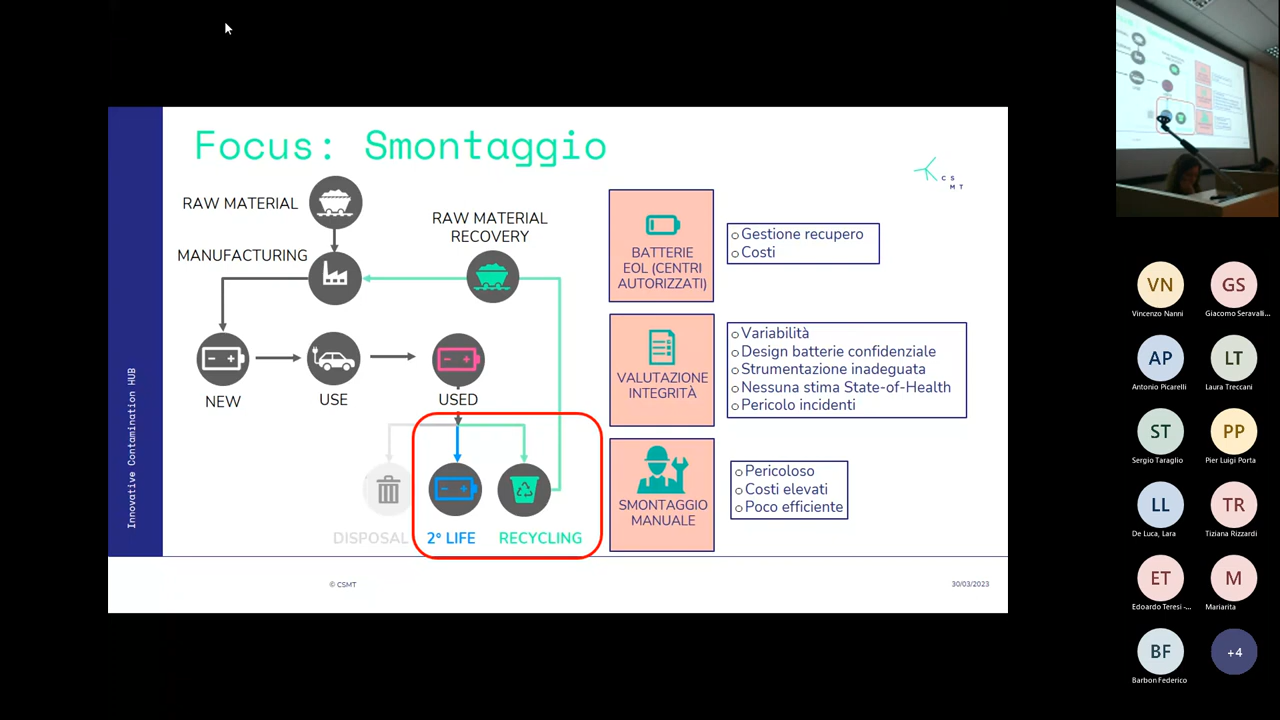 Focus: Smontaggio
CS
MT
RAW MATERIAL
RAW MATERIAL
RECOVERY
MANUFACTURING
NEW
USE
USED
DISPOSAL
2° LIFE
RECYCLING
BATTERIE
EOL (CENTRI
AUTORIZZATI)
Gestione recupero
Costi
VALUTAZIONE
INTEGRITÀ
Variabilità
Design batterie confidenziale
Strumentazione inadeguata
Nessuna stima State-of-Health
Pericolo incidenti
SMONTAGGIO
MANUALE
Pericoloso
Costi elevati
Poco efficiente
Innovative Contamination HUB
© CSMT
30/03/2023
VN
Vincenzo Nanni
GS
Giacomo Seravalli...
AP
Antonio Picarelli
LT
Laura Treccani
ST
Sergio Taraglio
PP
Pier Luigi Porta
LL
De Luca, Lara
TR
Tiziana Rizzardi
ET
Edoardo Teresi -...
M
Mariarita
BF
Barbon Federico
+4